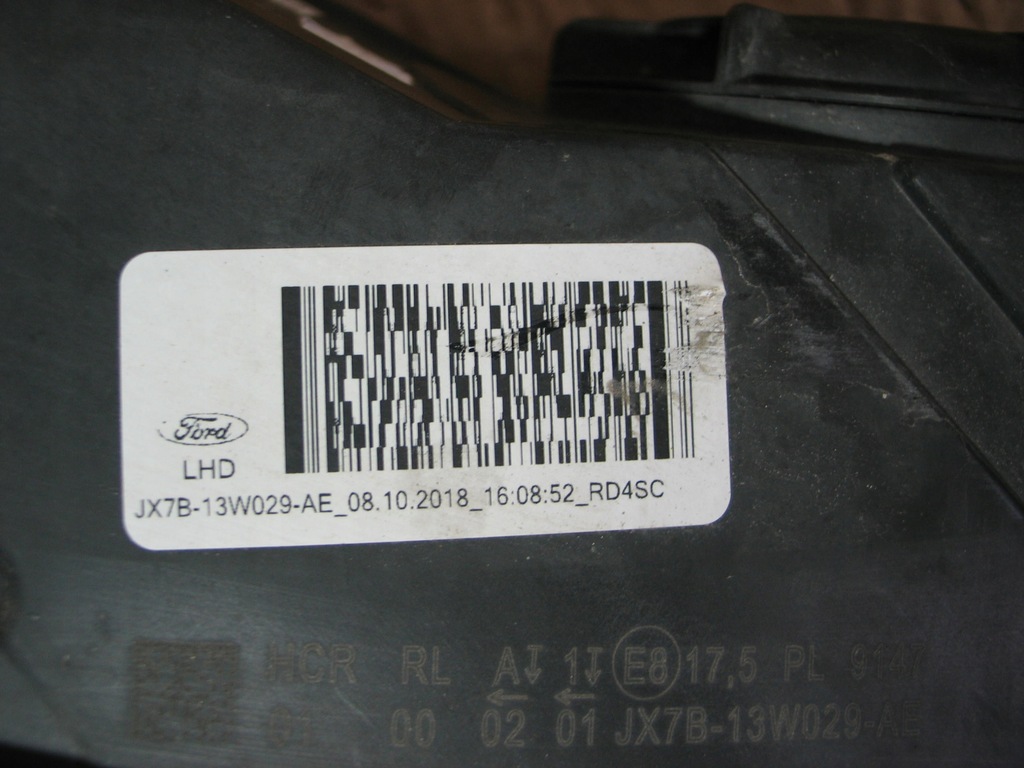 Ford
LHD
JX7B-13W029-AE_08.10.2018_16:08:52_RD4SC
HCR RL A↧ 1↧ E8 17,5 PL 9147
01 00 02 01 JX7B-13W029-AE